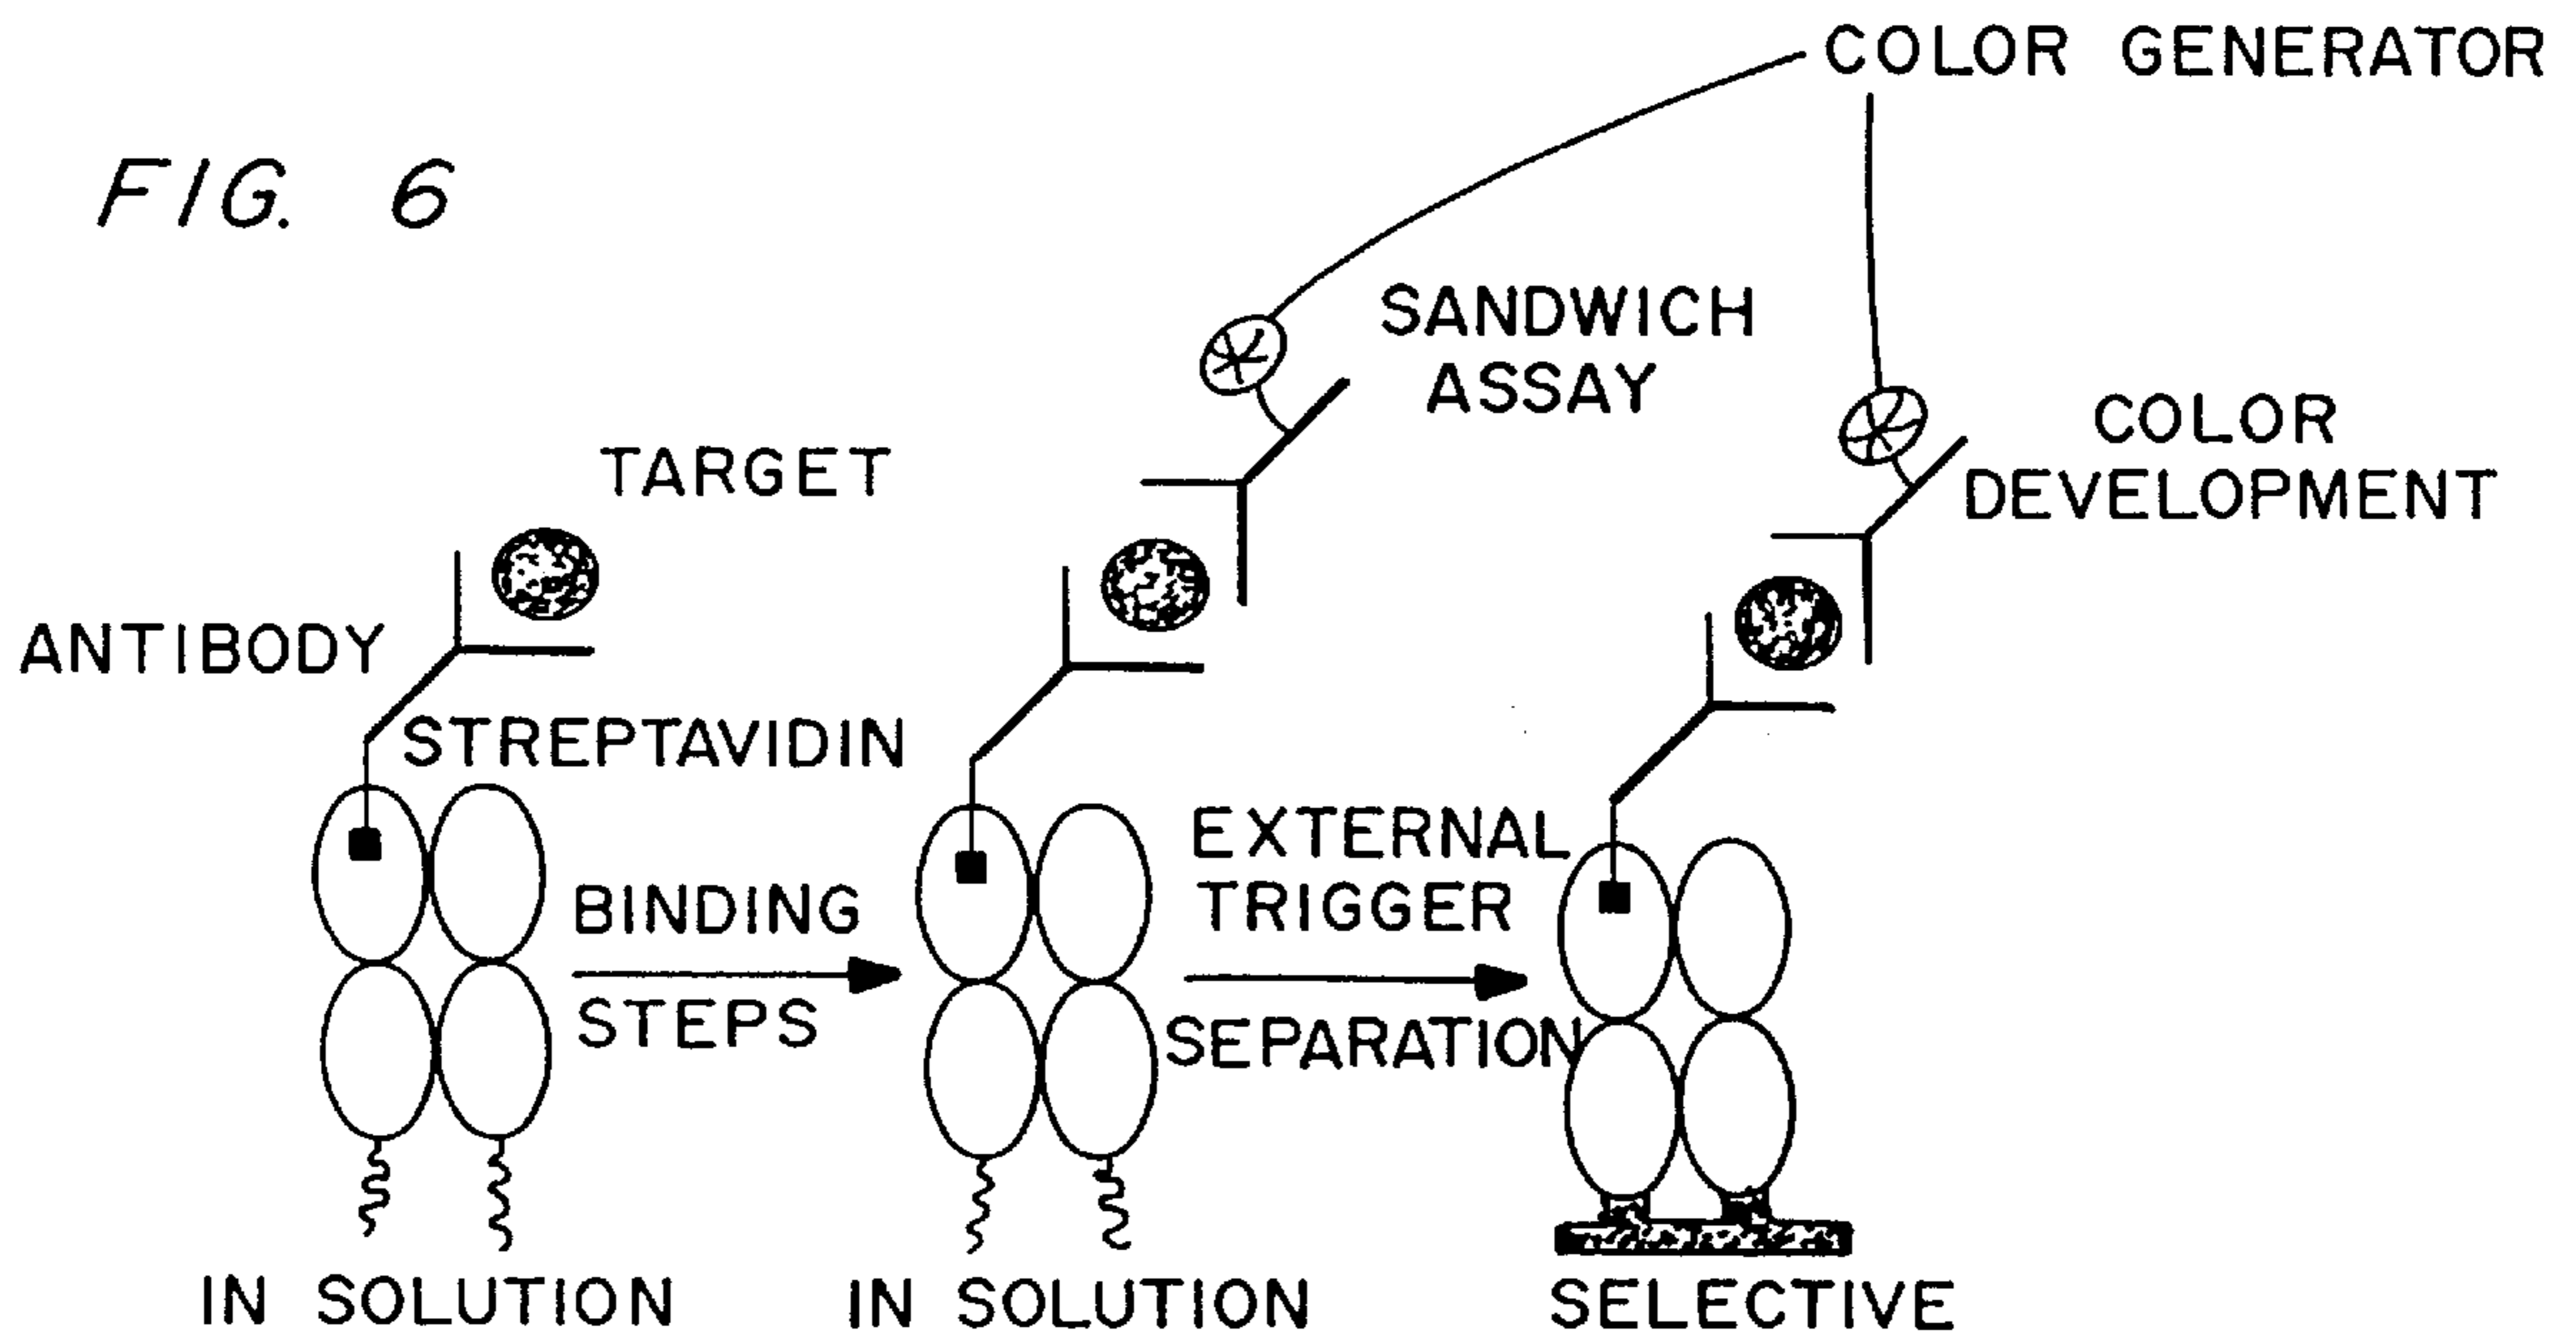 COLOR GENERATOR
FIG. 6
SANDWICH
ASSAY
COLOR
DEVELOPMENT
TARGET
ANTIBODY
STREPTAVIDIN
BINDING
STEPS
EXTERNAL
TRIGGER
SEPARATION
IN SOLUTION
IN SOLUTION
SELECTIVE